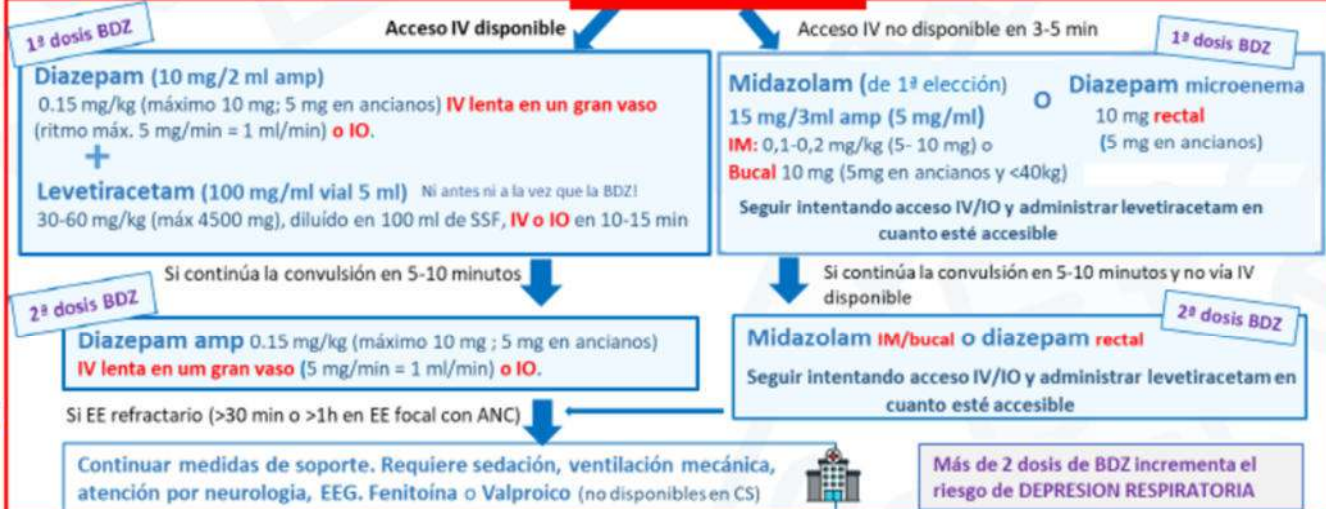 Acceso IV disponible
Acceso IV no disponible en 3-5 min
1ª dosis BDZ
Diazepam (10 mg/2 ml amp)
0.15 mg/kg (máximo 10 mg; 5 mg en ancianos) IV lenta en un gran vaso
(ritmo máx. 5 mg/min = 1 ml/min) o IO.
+
Levetiracetam (100 mg/ml vial 5 ml) Ni antes ni a la vez que la BDZ!
30-60 mg/kg (máx 4500 mg), diluído en 100 ml de SSF, IV o IO en 10-15 min
1ª dosis BDZ
Midazolam (de 1ª elección)
15 mg/3ml amp (5 mg/ml)
IM: 0,1-0,2 mg/kg (5- 10 mg) o
Bucal 10 mg (5mg en ancianos y <40kg)
O
Diazepam microenema
10 mg rectal
(5 mg en ancianos)
Seguir intentando acceso IV/IO y administrar levetiracetam en
cuanto esté accesible
Si continúa la convulsión en 5-10 minutos
Si continúa la convulsión en 5-10 minutos y no vía IV
disponible
2ª dosis BDZ
Diazepam amp 0.15 mg/kg (máximo 10 mg ; 5 mg en ancianos)
IV lenta en um gran vaso (5 mg/min = 1 ml/min) o IO.
2ª dosis BDZ
Midazolam IM/bucal o diazepam rectal
Seguir intentando acceso IV/IO y administrar levetiracetam en
cuanto esté accesible
Si EE refractario (>30 min o >1h en EE focal con ANC)
Continuar medidas de soporte. Requiere sedación, ventilación mecánica,
atención por neurologia, EEG. Fenitoína o Valproico (no disponibles en CS)
Más de 2 dosis de BDZ incrementa el
riesgo de DEPRESION RESPIRATORIA